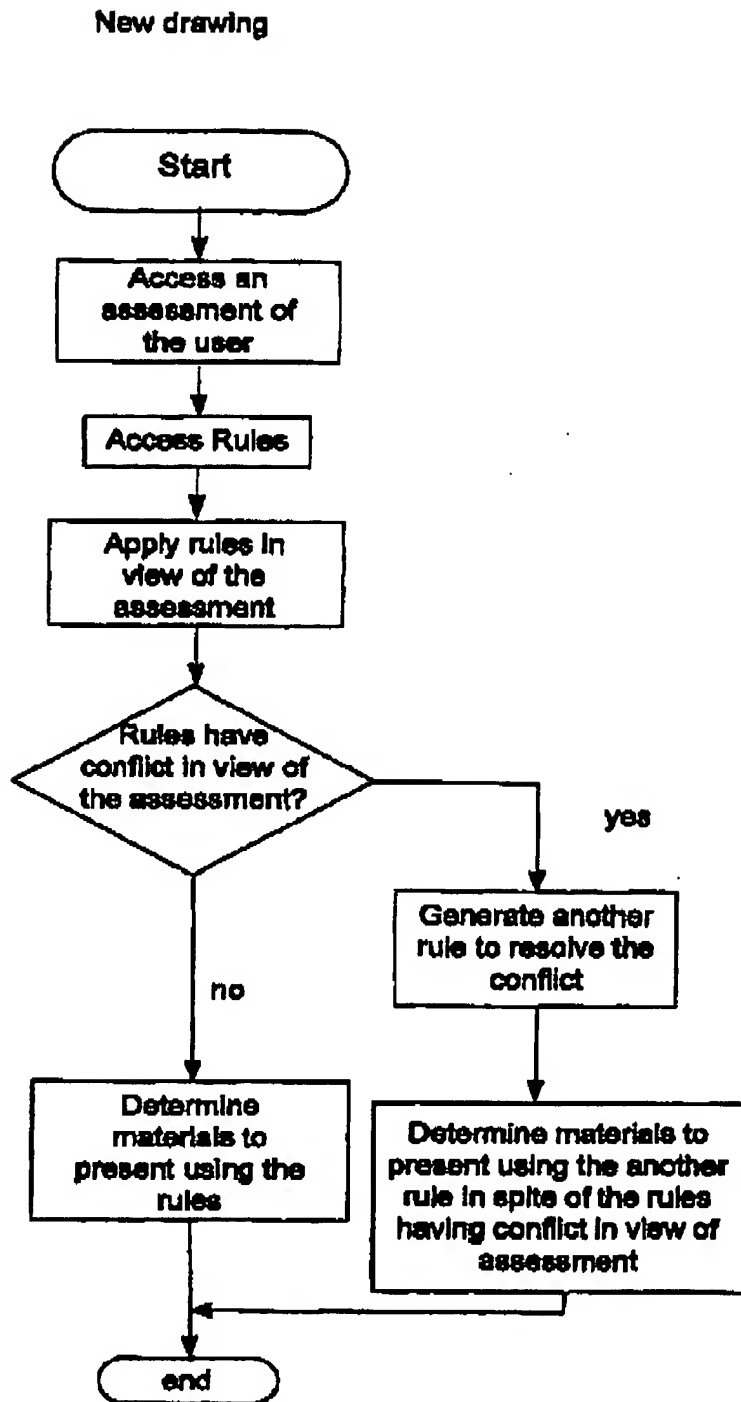 New drawing
Start
Access an
assessment of
the user
Access Rules
Apply rules in
view of the
assessment
Rules have
conflict in view of
the assessment?
yes
Generate another
rule to resolve the
conflict
no
Determine
materials to
present using the
rules
Determine materials to
present using the another
rule in spite of the rules
having conflict in view of
assessment
end